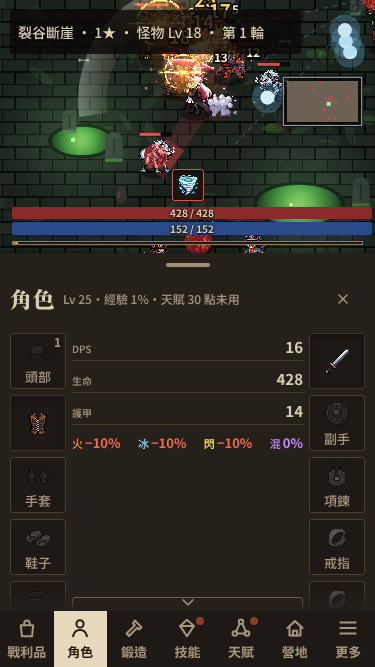 裂谷斷崖 • 1★ • 怪物 Lv 18 • 第 1 輪
175
14
13
12
428 / 428
152 / 152
角色 Lv 25・經驗 1%・天賦 30 點未用 ×
1
頭部
DPS 16
生命 428
護甲 14
火 −10% 冰 −10% 閃 −10% 混 0%
副手
手套
項鍊
鞋子
戒指
戰利品 角色 鍛造 技能 天賦 營地 更多